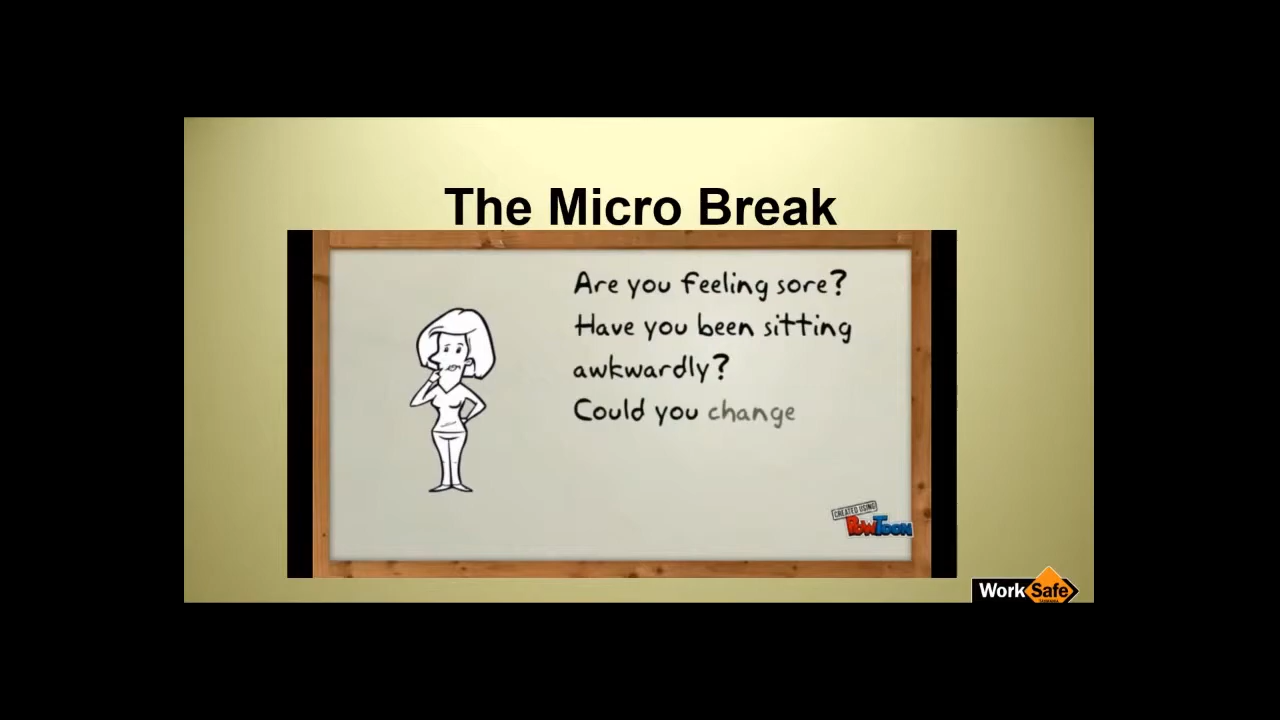 The Micro Break
Are you feeling sore?
Have you been sitting
awkwardly?
Could you change
CREATED USING
PowToon
WorkSafe
TASMANIA